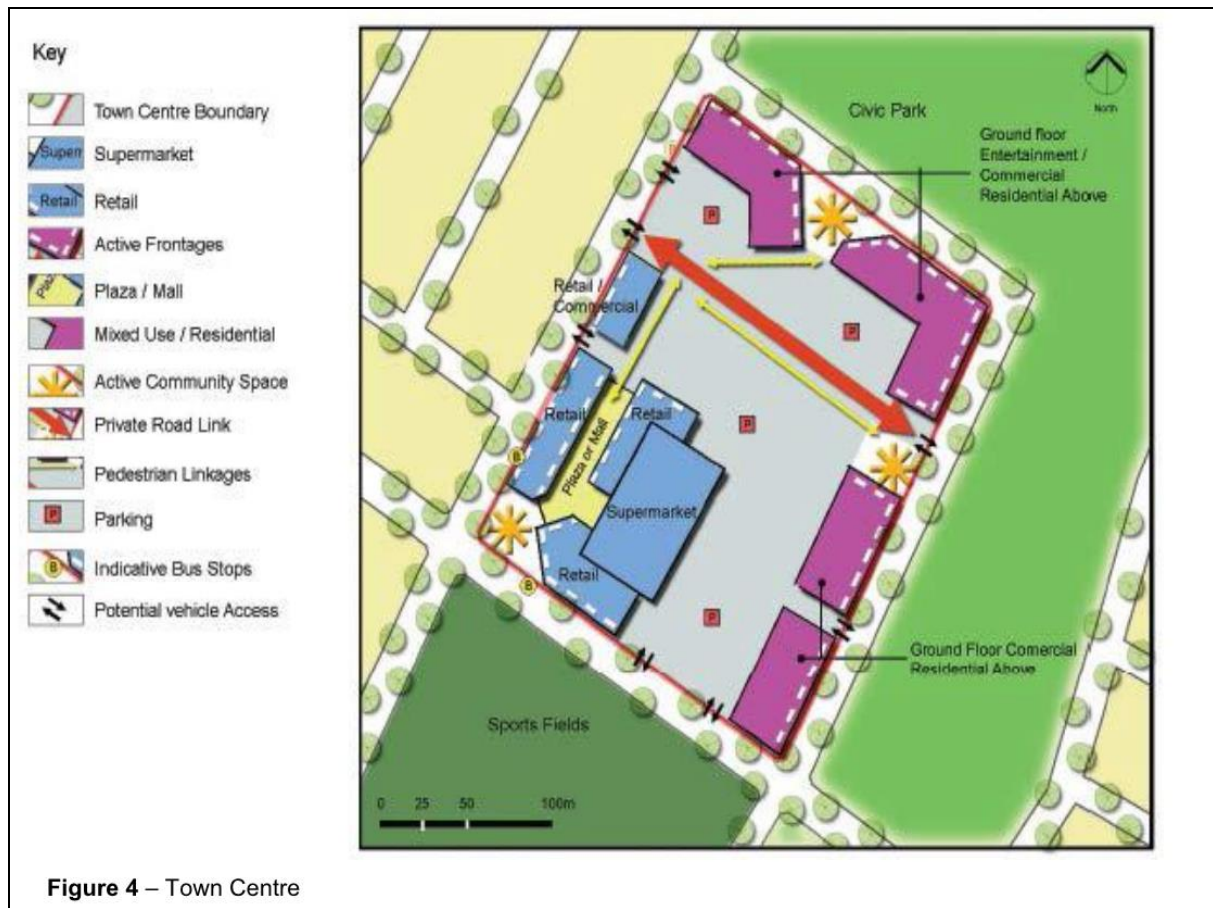 Key
Town Centre Boundary
Super
Supermarket
Retail
Retail
Active Frontages
Plaza
Plaza / Mall
Mixed Use / Residential
Active Community Space
Private Road Link
Pedestrian Linkages
P
Parking
B
Indicative Bus Stops
Potential vehicle Access
North
Civic Park
Ground floor
Entertainment /
Commercial
Residential Above
P
Retail /
Commercial
P
Retail
Retail
P
Plaza or Mall
B
Supermarket
Retail
B
P
Ground Floor Comercial
Residential Above
Sports Fields
0 25 50 100m
Figure 4 – Town Centre